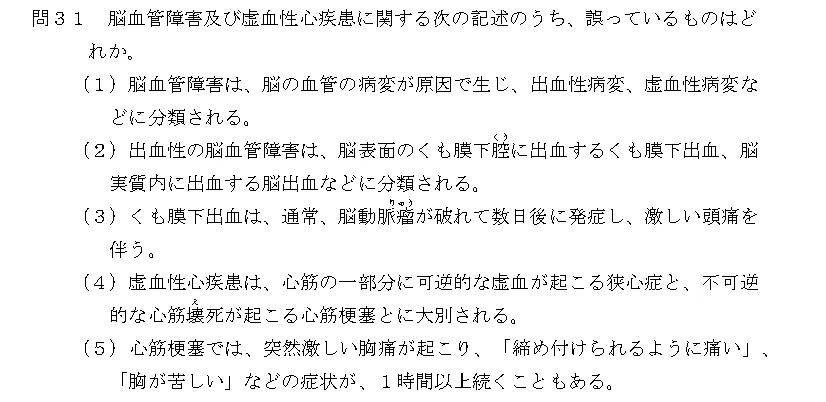 問３１　脳血管障害及び虚血性心疾患に関する次の記述のうち、誤っているものはど
れか。
（１）脳血管障害は、脳の血管の病変が原因で生じ、出血性病変、虚血性病変な
どに分類される。
（２）出血性の脳血管障害は、脳表面のくも膜下腔くうに出血するくも膜下出血、脳
実質内に出血する脳出血などに分類される。
（３）くも膜下出血は、通常、脳動脈瘤りゅうが破れて数日後に発症し、激しい頭痛を
伴う。
（４）虚血性心疾患は、心筋の一部分に可逆的な虚血が起こる狭心症と、不可逆
的な心筋壊え死が起こる心筋梗塞とに大別される。
（５）心筋梗塞では、突然激しい胸痛が起こり、「締め付けられるように痛い」、
「胸が苦しい」などの症状が、１時間以上続くこともある。